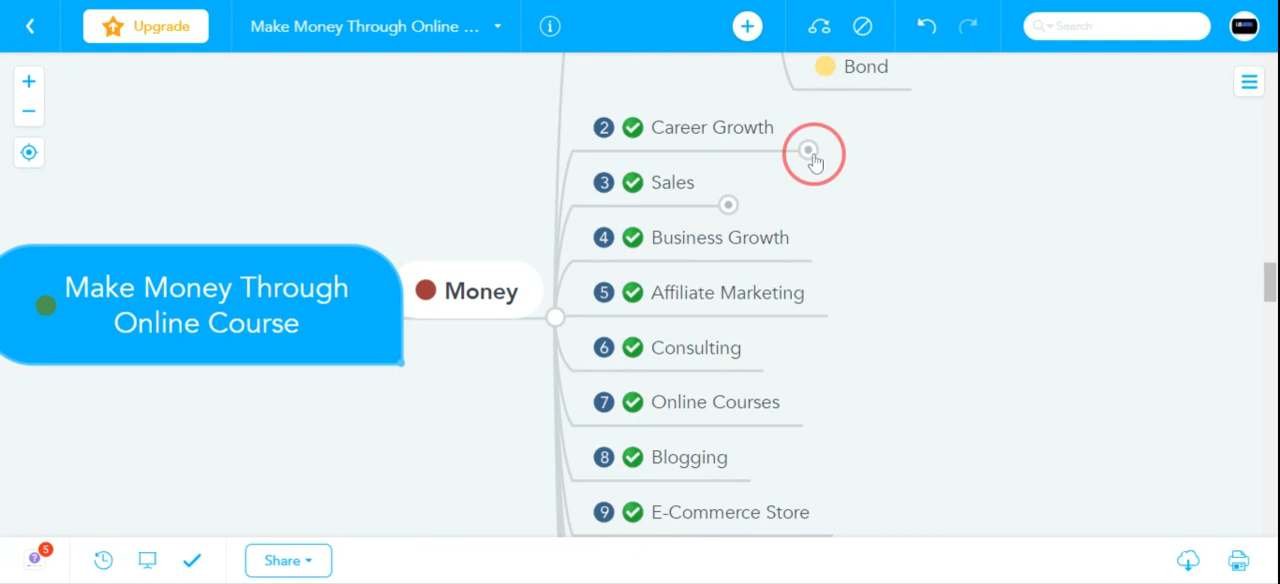 Upgrade
Make Money Through Online ...
Search
Bond
2 Career Growth
3 Sales
4 Business Growth
5 Affiliate Marketing
6 Consulting
7 Online Courses
8 Blogging
9 E-Commerce Store
Money
Make Money Through
Online Course
5
Share